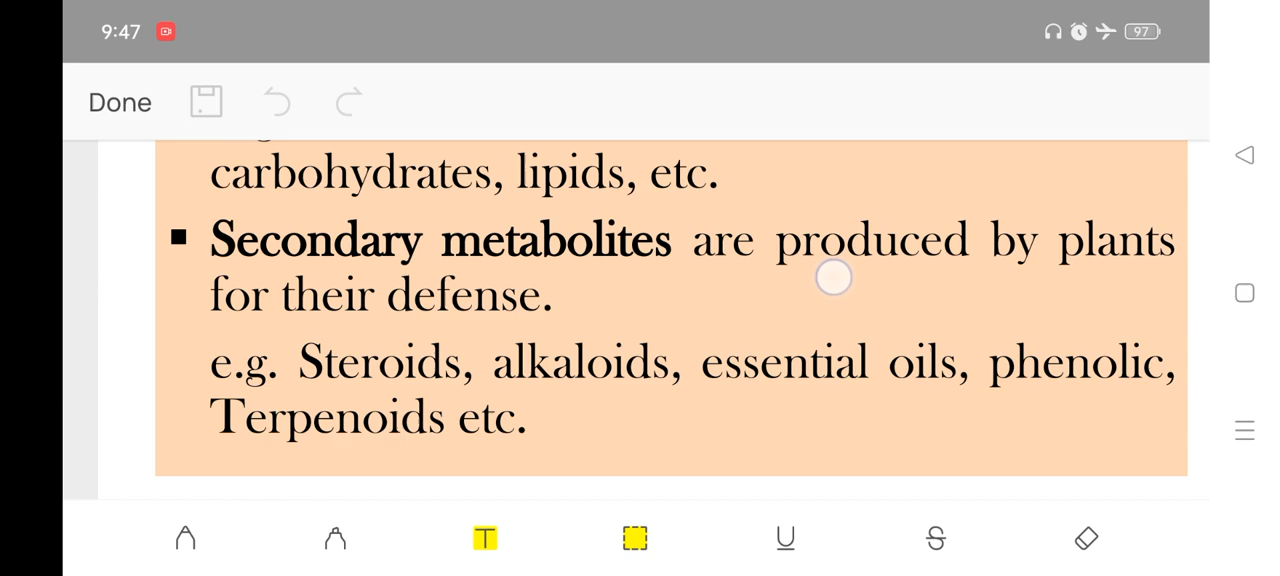 9:47
97
Done
carbohydrates, lipids, etc.
▪ Secondary metabolites are produced by plants
for their defense.
e.g. Steroids, alkaloids, essential oils, phenolic,
Terpenoids etc.
T
U
S